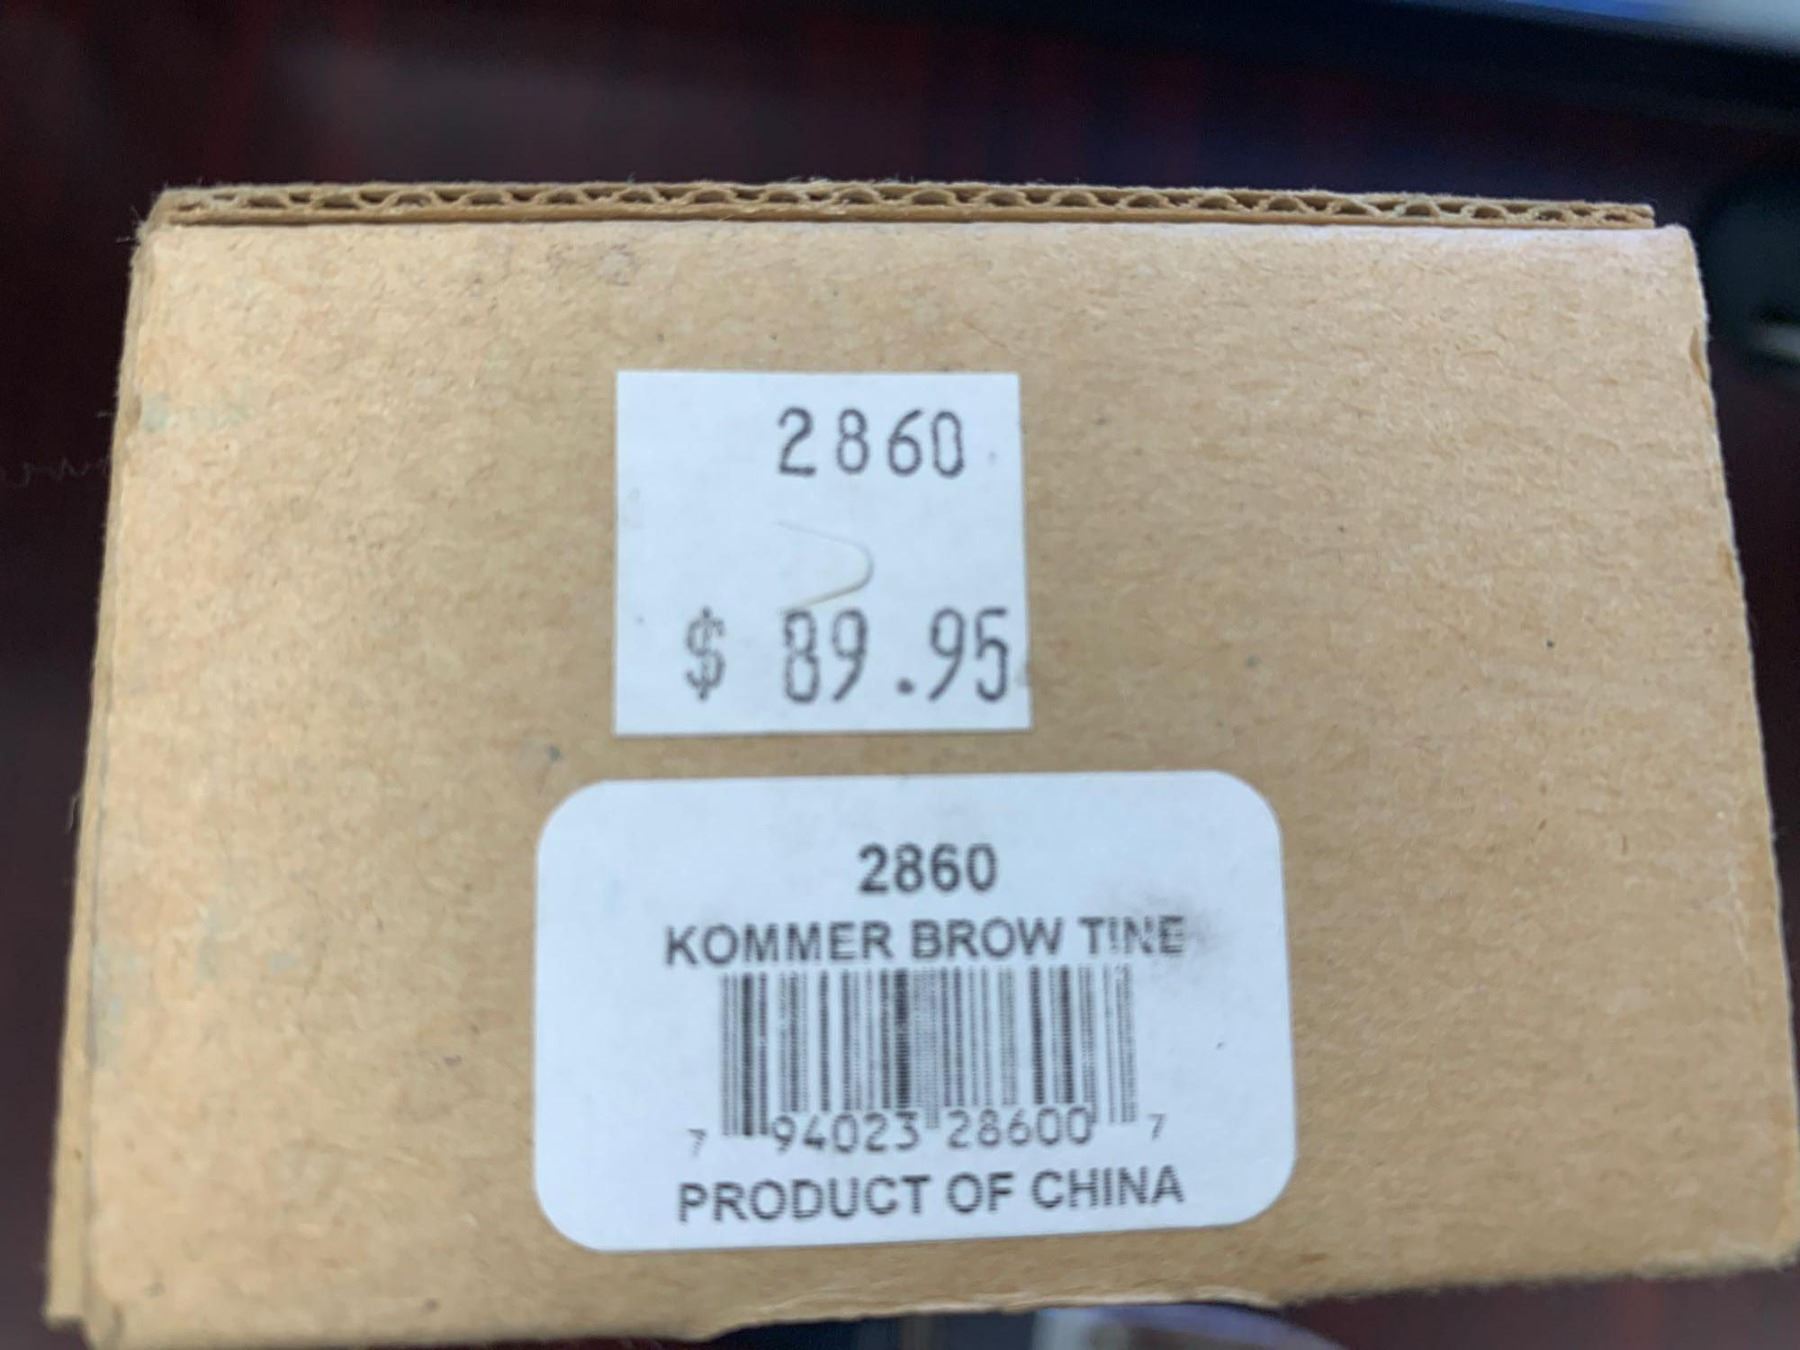 2860
$ 89.95
2860
KOMMER BROW TINE
7 94023 28600 7
PRODUCT OF CHINA